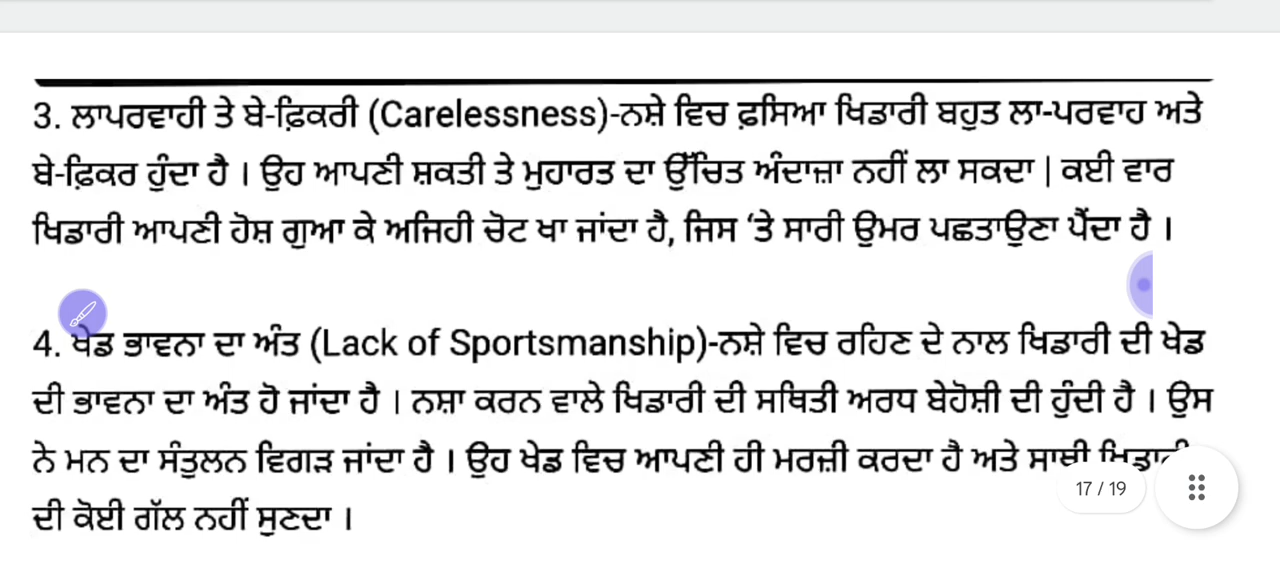 3. ਲਾਪਰਵਾਹੀ ਤੇ ਬੇ-ਫ਼ਿਕਰੀ (Carelessness)-ਨਸ਼ੇ ਵਿਚ ਫ਼ਸਿਆ ਖਿਡਾਰੀ ਬਹੁਤ ਲਾ-ਪਰਵਾਹ ਅਤੇ
ਬੇ-ਫ਼ਿਕਰ ਹੁੰਦਾ ਹੈ । ਉਹ ਆਪਣੀ ਸ਼ਕਤੀ ਤੇ ਮੁਹਾਰਤ ਦਾ ਉੱਚਿਤ ਅੰਦਾਜ਼ਾ ਨਹੀਂ ਲਾ ਸਕਦਾ | ਕਈ ਵਾਰ
ਖਿਡਾਰੀ ਆਪਣੀ ਹੋਸ਼ ਗੁਆ ਕੇ ਅਜਿਹੀ ਚੋਟ ਖਾ ਜਾਂਦਾ ਹੈ, ਜਿਸ ‘ਤੇ ਸਾਰੀ ਉਮਰ ਪਛਤਾਉਣਾ ਪੈਂਦਾ ਹੈ ।
4. ਖੇਡ ਭਾਵਨਾ ਦਾ ਅੰਤ (Lack of Sportsmanship)-ਨਸ਼ੇ ਵਿਚ ਰਹਿਣ ਦੇ ਨਾਲ ਖਿਡਾਰੀ ਦੀ ਖੇਡ
ਦੀ ਭਾਵਨਾ ਦਾ ਅੰਤ ਹੋ ਜਾਂਦਾ ਹੈ । ਨਸ਼ਾ ਕਰਨ ਵਾਲੇ ਖਿਡਾਰੀ ਦੀ ਸਥਿਤੀ ਅਰਧ ਬੇਹੋਸ਼ੀ ਦੀ ਹੁੰਦੀ ਹੈ । ਉਸ
ਨੇ ਮਨ ਦਾ ਸੰਤੁਲਨ ਵਿਗੜ ਜਾਂਦਾ ਹੈ । ਉਹ ਖੇਡ ਵਿਚ ਆਪਣੀ ਹੀ ਮਰਜ਼ੀ ਕਰਦਾ ਹੈ ਅਤੇ ਸਾਥੀ
17 / 19
ਦੀ ਕੋਈ ਗੱਲ ਨਹੀਂ ਸੁਣਦਾ ।